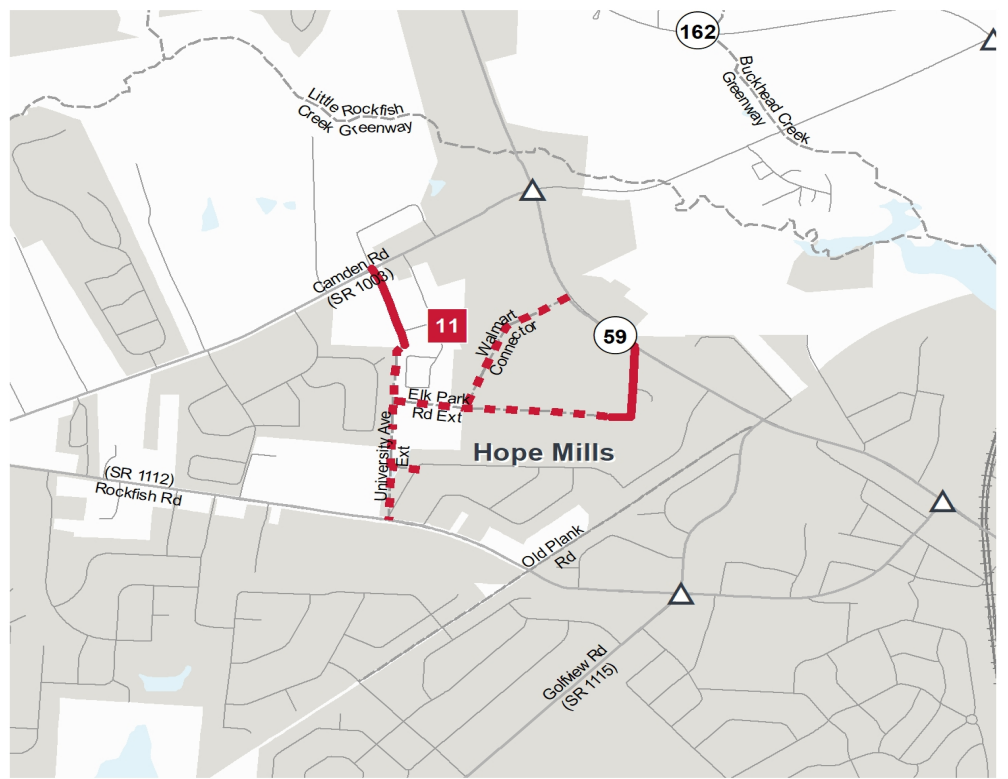 162
Buckhead Creek
Greenway
Little Rockfish
Creek Greenway
Camden Rd
(SR 1003)
11
Walmart
Connector
59
Elk Park
Rd Ext
University Ave
Ext
Hope Mills
(SR 1112)
Rockfish Rd
Old Plank
Rd
Golfview Rd
(SR 1115)